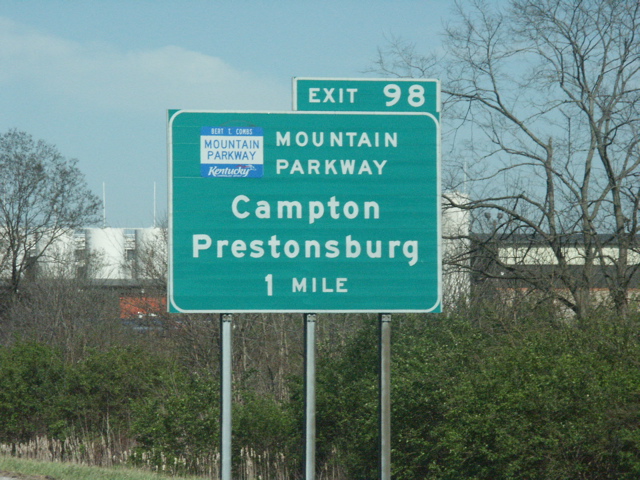 EXIT 98
BERT T. COMBS
MOUNTAIN
PARKWAY
Kentucky
MOUNTAIN
PARKWAY
Campton
Prestonsburg
1 MILE